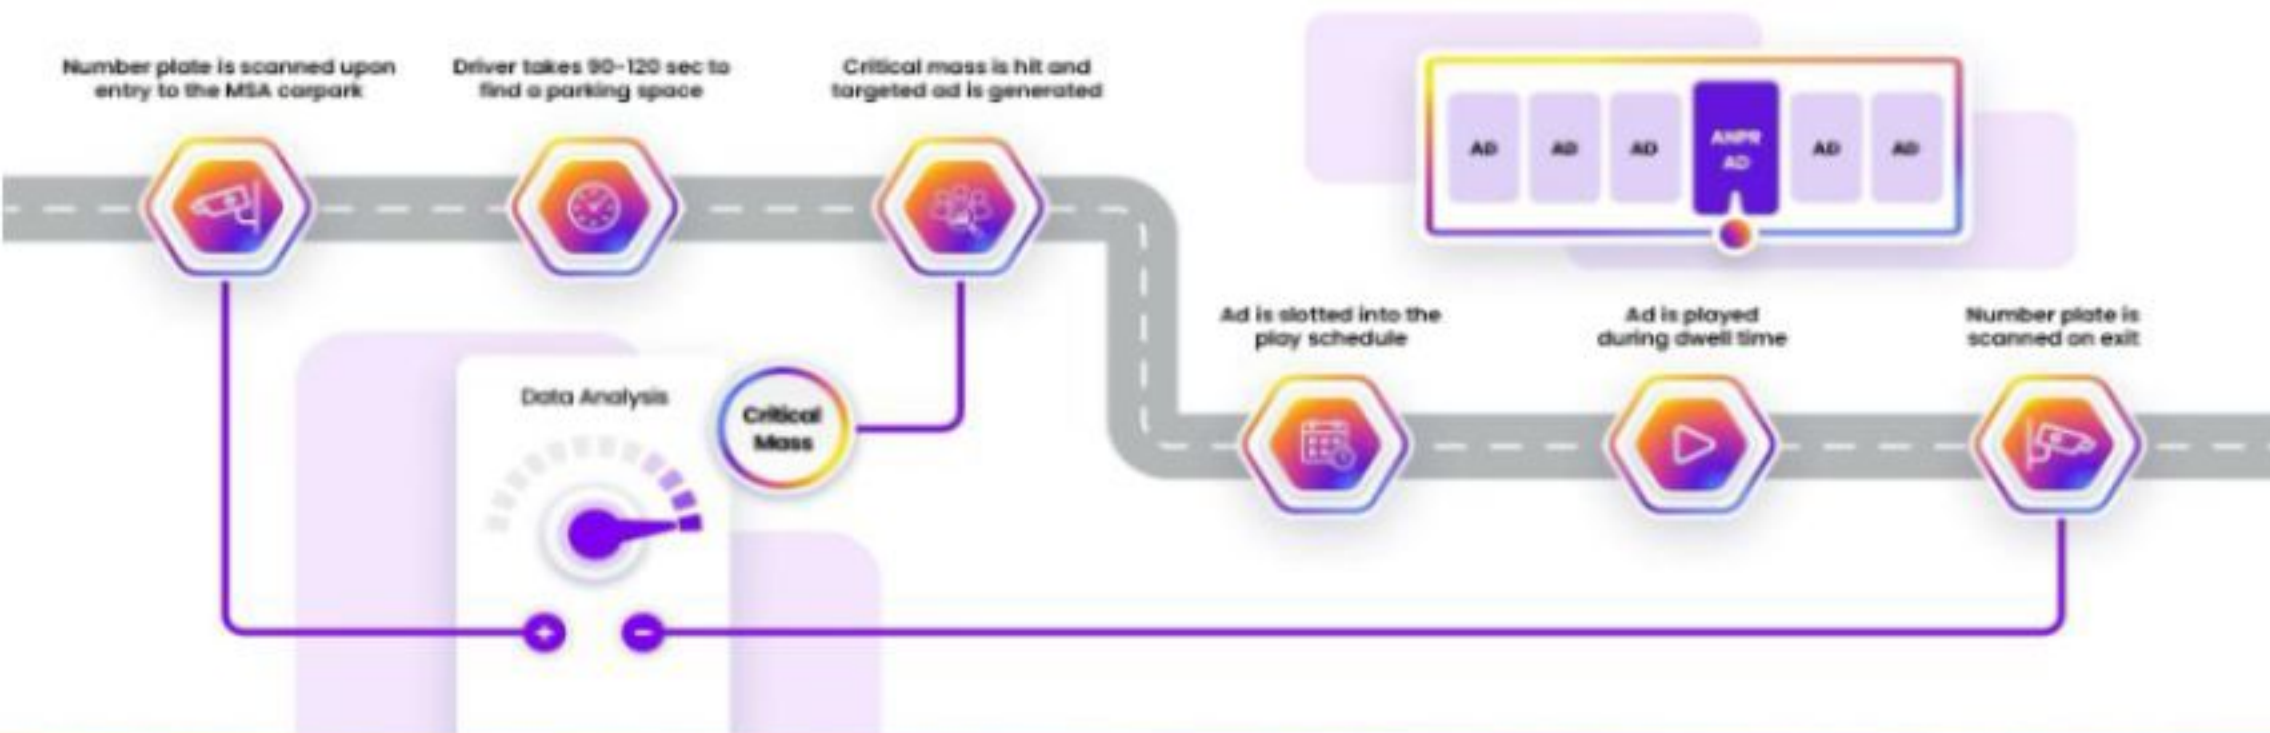 Number plate is scanned upon
entry to the MSA carpark
Driver takes 90-120 sec to
find a parking space
Critical mass is hit and
targeted ad is generated
AD
AD
AD
ANPR
AD
AD
AD
Ad is slotted into the
play schedule
Ad is played
during dwell time
Number plate is
scanned on exit
Data Analysis
Critical
Mass